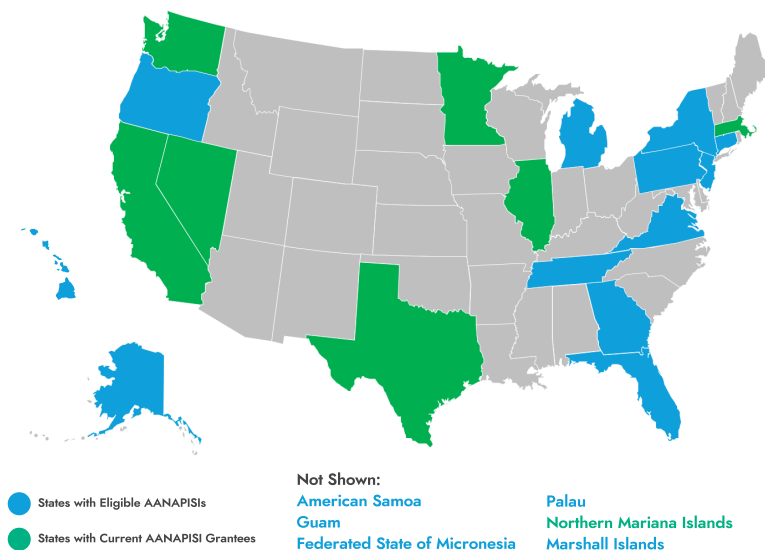 States with Eligible AANAPISIs
States with Current AANAPISI Grantees
Not Shown:
American Samoa
Guam
Federated State of Micronesia
Palau
Northern Mariana Islands
Marshall Islands